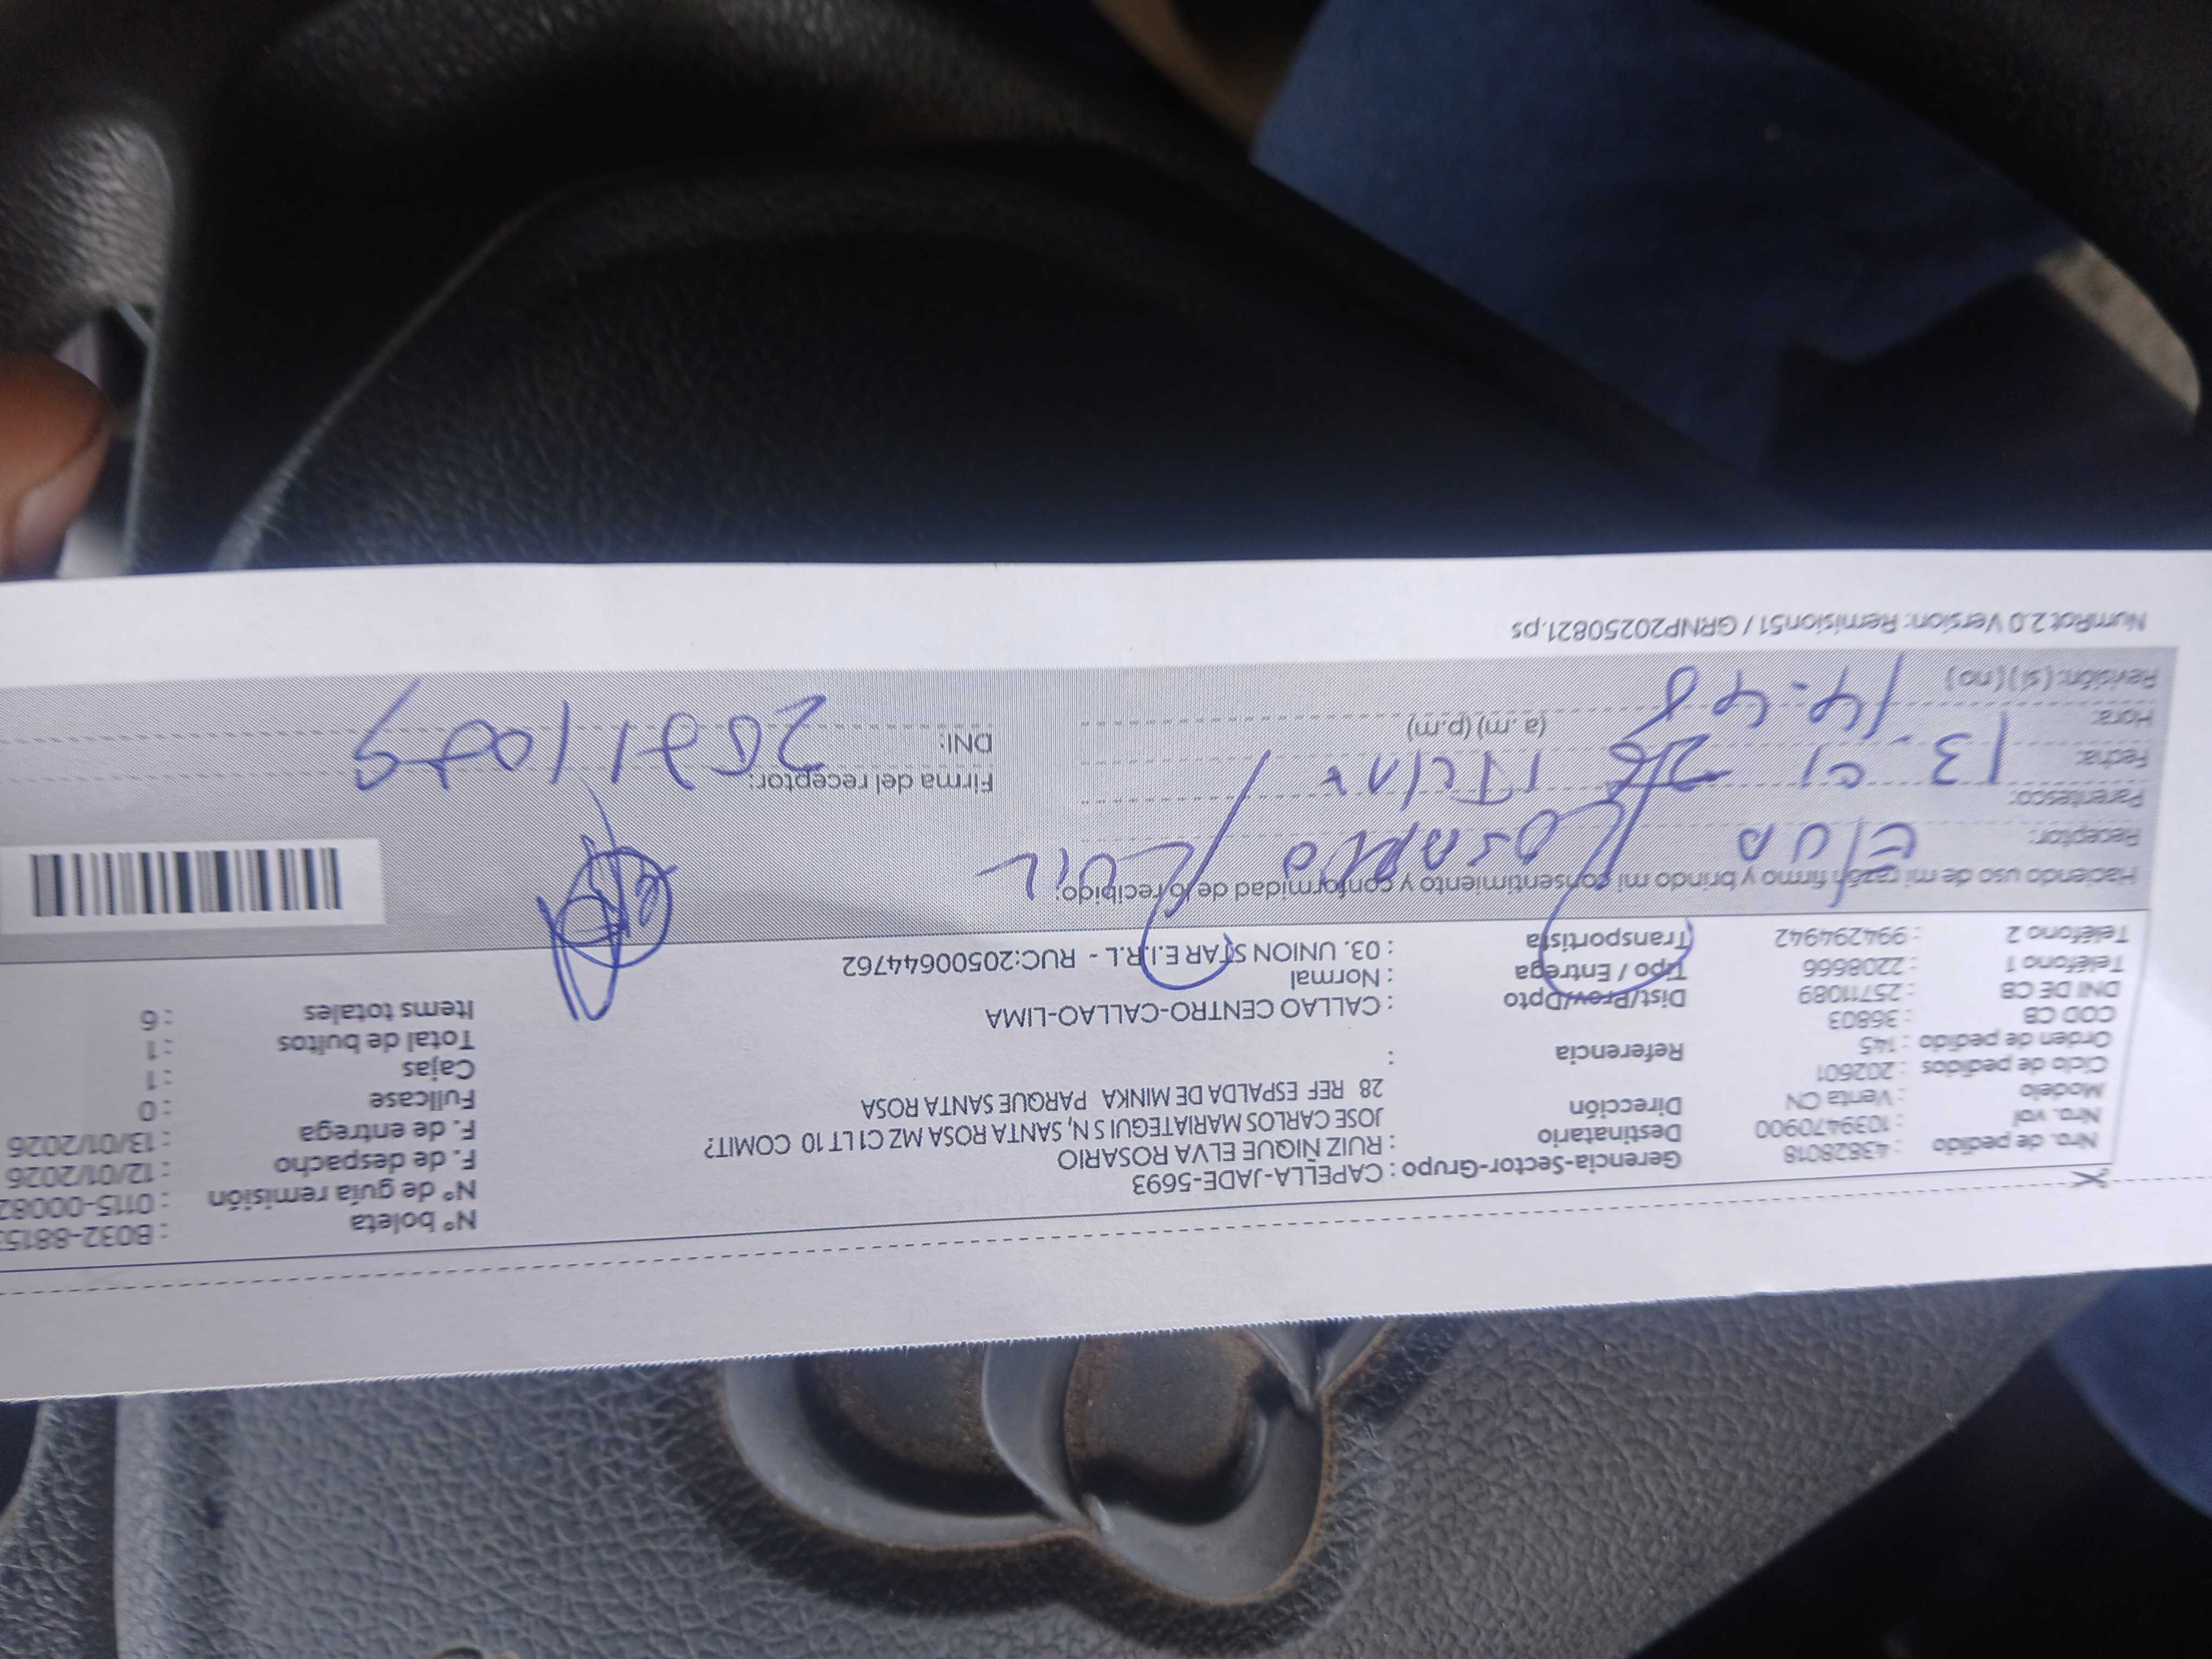 Nro. de pedido : 43828018
Nro. vol : 1039470900
Modelo : Venta CN
Ciclo de pedidos : 202601
Orden de pedido : 145
COD CB : 36803
DNI DE CB : 25711089
Teléfono 1 : 2208666
Teléfono 2 : 994294942
Gerencia-Sector-Grupo : CAPELLA-JADE-5693
Destinatario : RUIZ ÑIQUE ELVA ROSARIO
Dirección JOSE CARLOS MARIATEGUI S N, SANTA ROSA MZ C1 LT 10 COMIT?
28 REF ESPALDA DE MINKA PARQUE SANTA ROSA
Referencia :
Dist/Prov/Dpto : CALLAO CENTRO-CALLAO-LIMA
Tipo / Entrega : Normal
Transportista : 03. UNION STAR E.I.R.L - RUC:20500644762
N° boleta : B032-8815
N° de guía remisión : 0115-00082
F. de despacho : 12/01/2026
F. de entrega : 13/01/2026
Fullcase : 0
Cajas : 1
Total de bultos : 1
Items totales : 6
Haciendo uso de mi razón firmo y brindo mi consentimiento y conformidad de lo recibido:
Receptor: Elva Rosario Ruiz
Parentesco:
Fecha: 13 01 26
Hora: 14-48 (a. m) (p.m)
Revisión: (si) (no)
Firma del receptor:
DNI:
NumRot 2.0 Version: Remision51 / GRNP20250821.ps